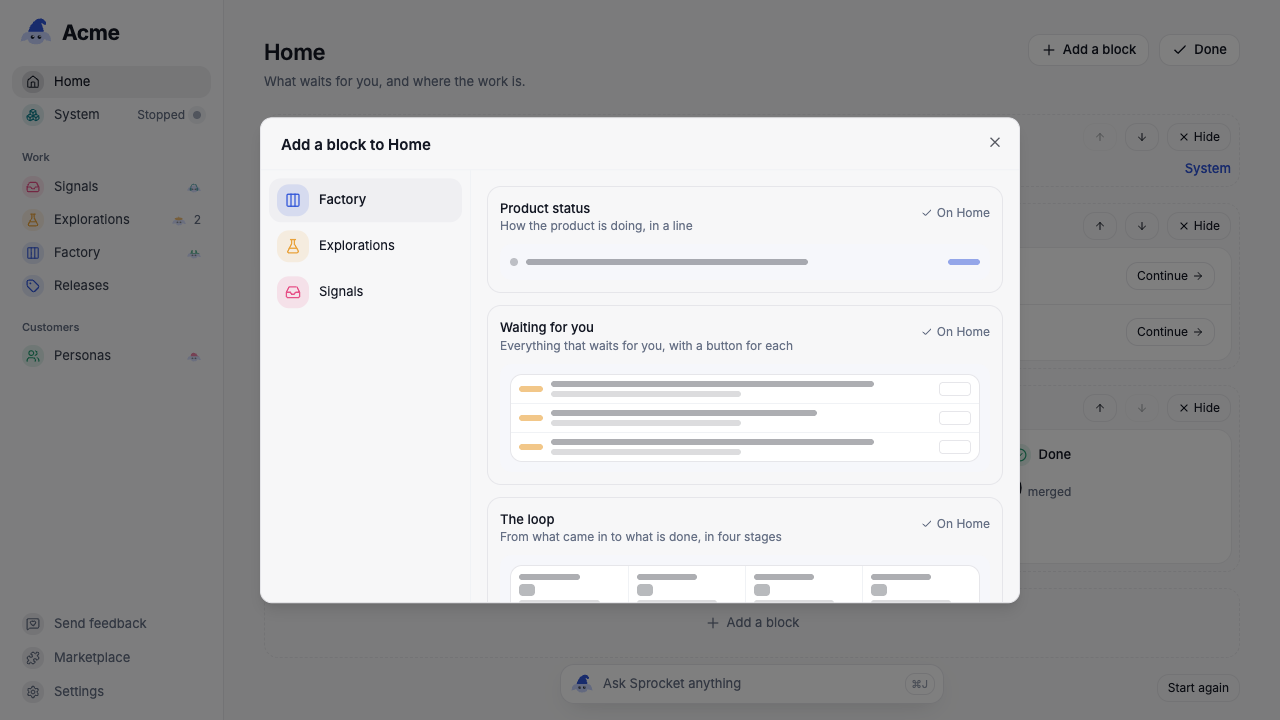 Acme
Home
System
Stopped
Work
Signals
Explorations
2
Factory
Releases
Customers
Personas
Send feedback
Marketplace
Settings
Home
What waits for you, and where the work is.
Add a block
Done
Hide
System
Hide
Continue
Continue
Hide
Done
merged
Add a block to Home
Factory
Explorations
Signals
Product status
How the product is doing, in a line
On Home
Waiting for you
Everything that waits for you, with a button for each
On Home
The loop
From what came in to what is done, in four stages
On Home
Add a block
Ask Sprocket anything
⌘J
Start again